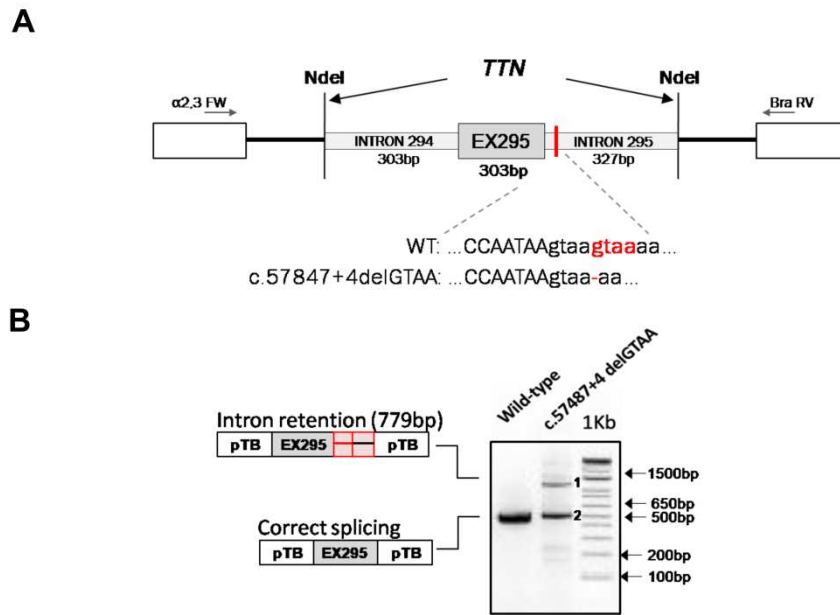 A
TTN
NdeI
NdeI
α2,3 FW
Bra RV
INTRON 294
303bp
EX295
303bp
INTRON 295
327bp
WT: ...CCAATAAgtaagtaaaa...
c.57847+4delGTAA: ...CCAATAAgtaa-aa...
B
Wild-type
c.57487+4 delGTAA
1Kb
Intron retention (779bp)
pTB EX295 pTB
1
2
Correct splicing
pTB EX295 pTB
1500bp
650bp
500bp
200bp
100bp